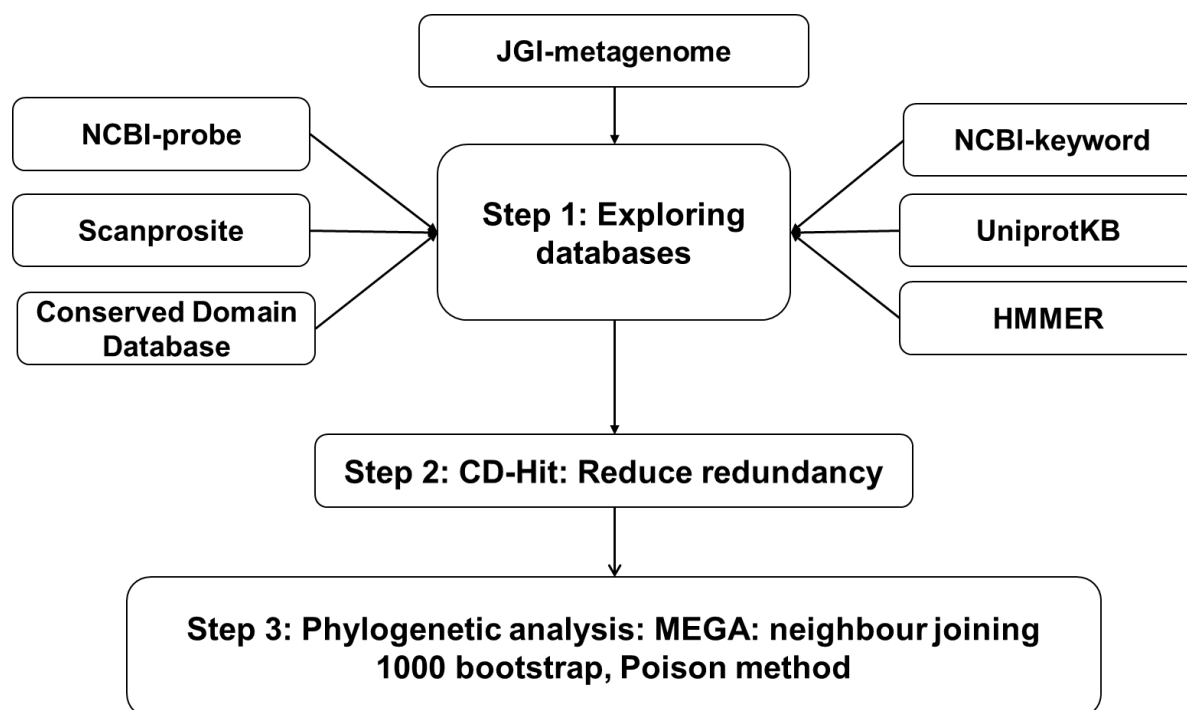 JGI-metagenome
NCBI-probe
Scanprosite
Conserved Domain
Database
Step 1: Exploring
databases
NCBI-keyword
UniprotKB
HMMER
Step 2: CD-Hit: Reduce redundancy
Step 3: Phylogenetic analysis: MEGA: neighbour joining
1000 bootstrap, Poison method